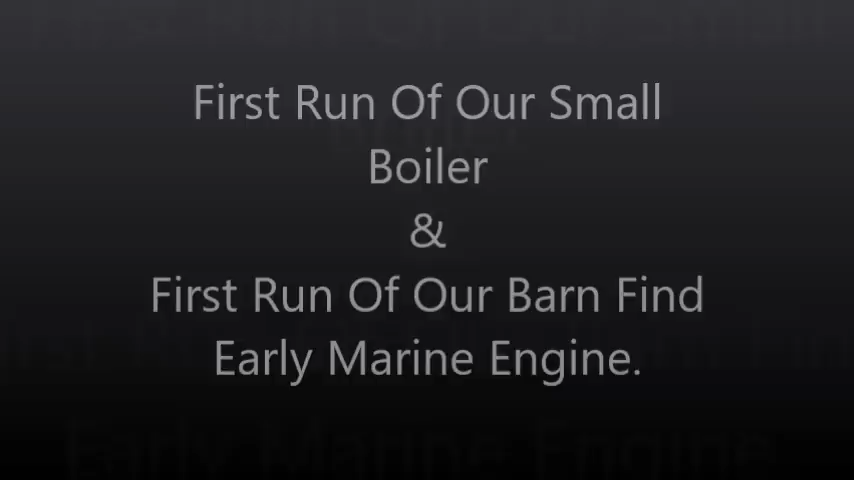 First Run Of Our Small
Boiler
&
First Run Of Our Barn Find
Early Marine Engine.